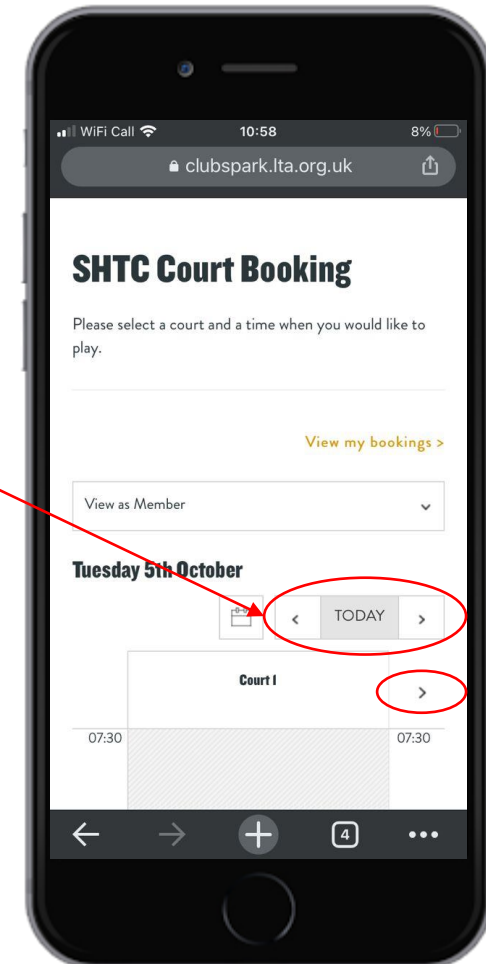 WiFi Call 10:58 8%
clubspark.lta.org.uk
SHTC Court Booking
Please select a court and a time when you would like to
play.
View my bookings >
View as Member
Tuesday 5th October
< TODAY >
Court 1 >
07:30 07:30
4